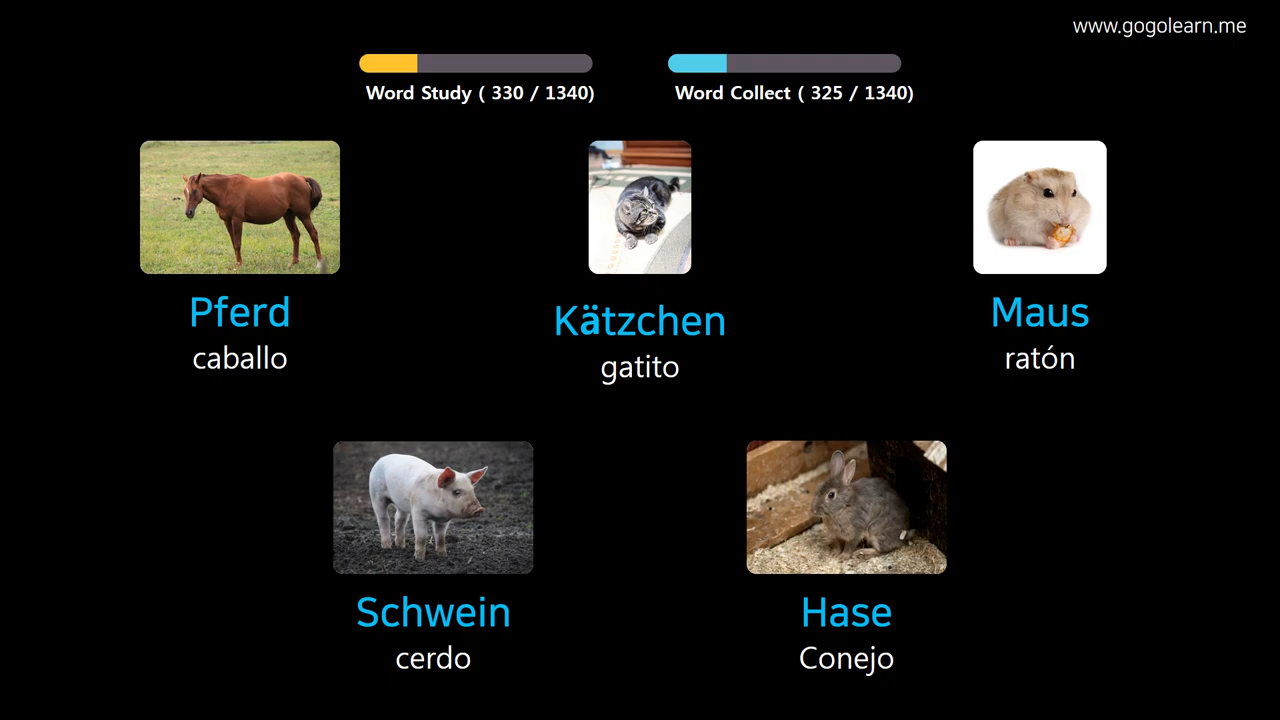 www.gogolearn.me
Word Study ( 330 / 1340)
Word Collect ( 325 / 1340)
Pferd
caballo
Kätzchen
gatito
Maus
ratón
Schwein
cerdo
Hase
Conejo